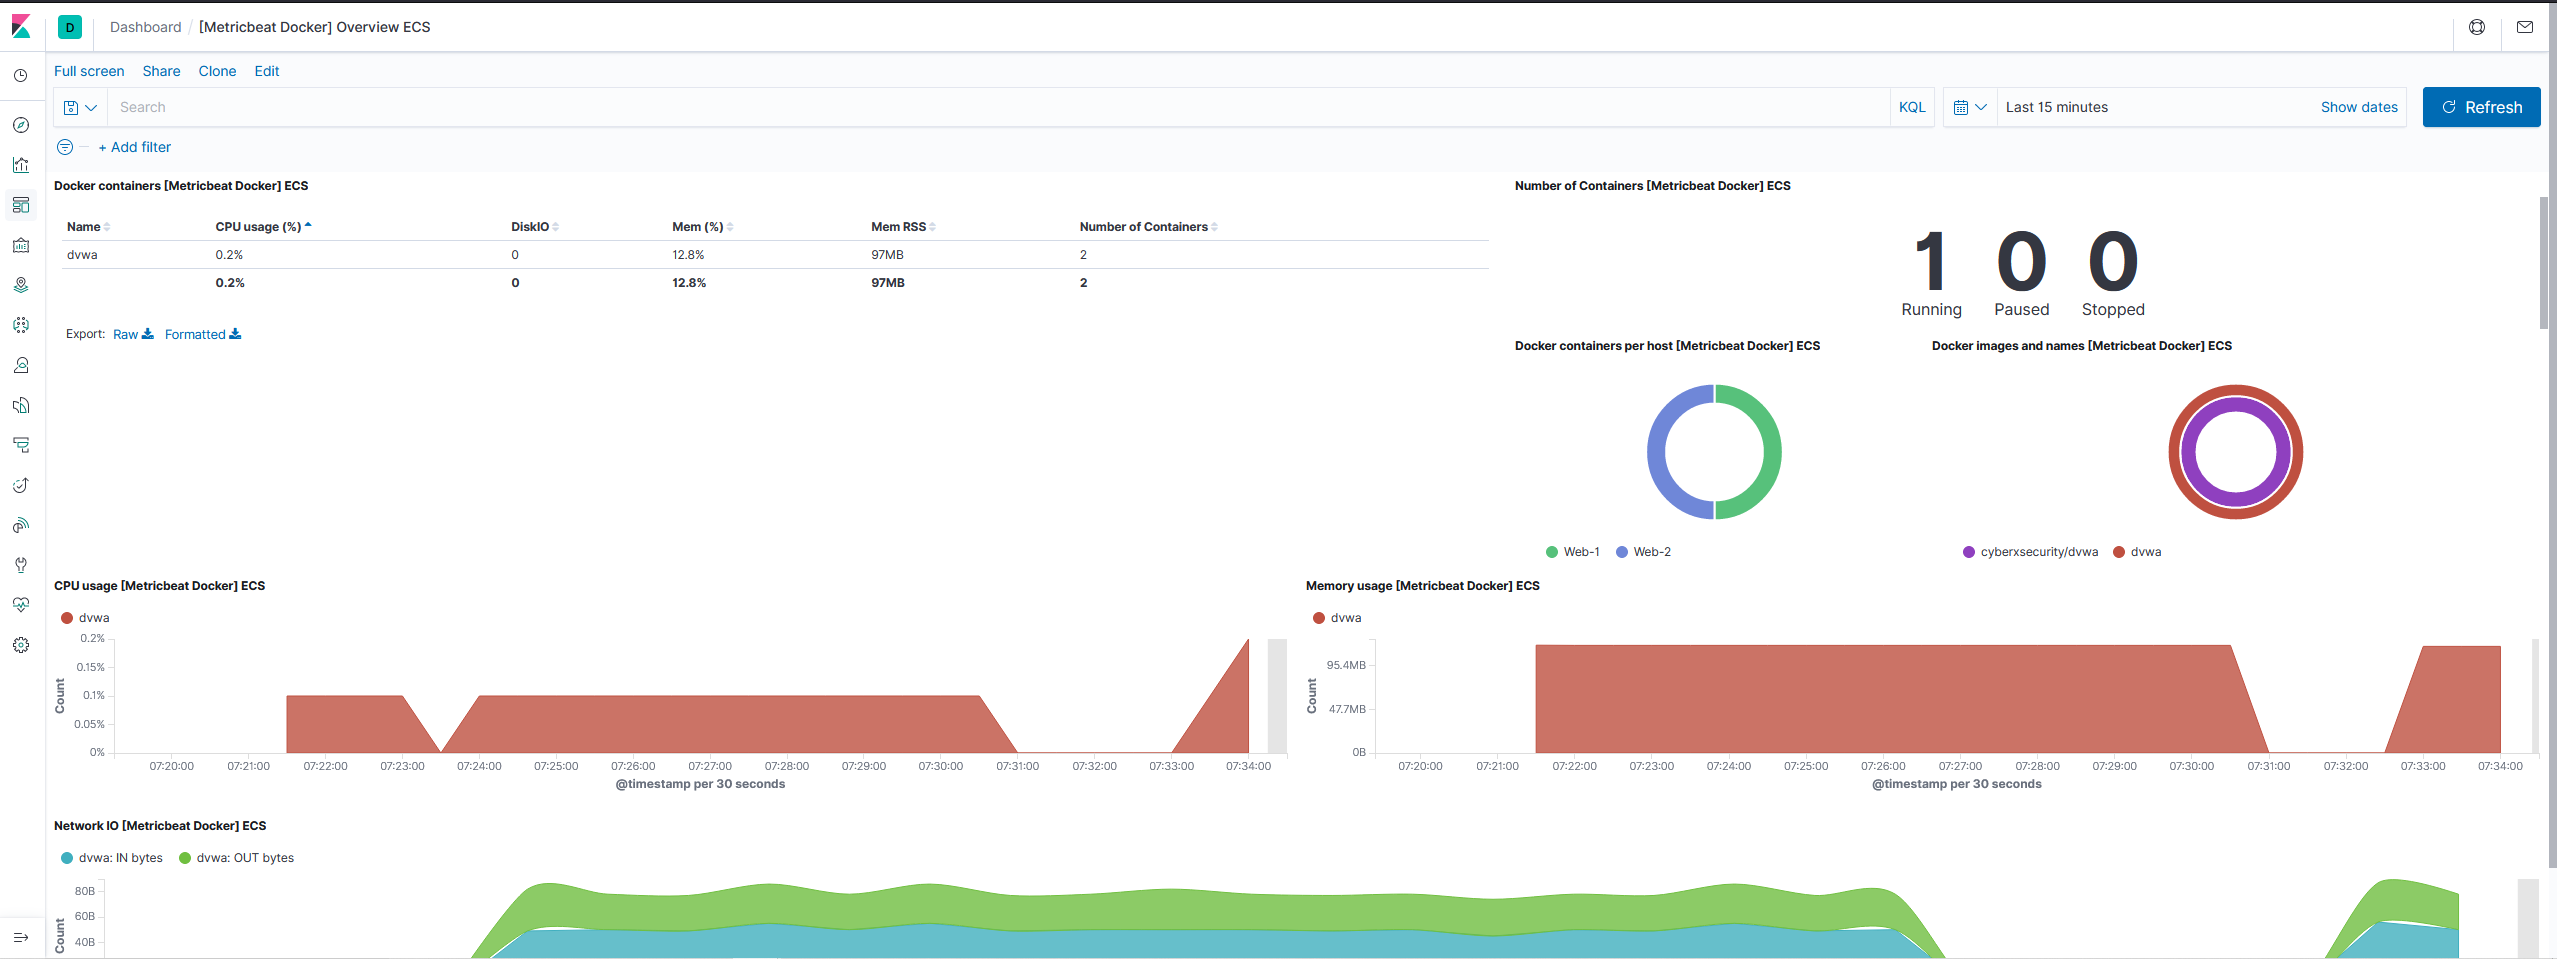 D Dashboard / [Metricbeat Docker] Overview ECS
Full screen Share Clone Edit
Search KQL Last 15 minutes Show dates Refresh
+ Add filter
Docker containers [Metricbeat Docker] ECS
Name CPU usage (%) DiskIO Mem (%) Mem RSS Number of Containers
dvwa 0.2% 0 12.8% 97MB 2
0.2% 0 12.8% 97MB 2
Export: Raw Formatted
Number of Containers [Metricbeat Docker] ECS
1 0 0
Running Paused Stopped
Docker containers per host [Metricbeat Docker] ECS
Web-1 Web-2
Docker images and names [Metricbeat Docker] ECS
cyberxsecurity/dvwa dvwa
CPU usage [Metricbeat Docker] ECS
dvwa
0.2%
0.15%
0.1%
0.05%
0%
Count
07:20:00 07:21:00 07:22:00 07:23:00 07:24:00 07:25:00 07:26:00 07:27:00 07:28:00 07:29:00 07:30:00 07:31:00 07:32:00 07:33:00 07:34:00
@timestamp per 30 seconds
Memory usage [Metricbeat Docker] ECS
dvwa
95.4MB
47.7MB
0B
Count
07:20:00 07:21:00 07:22:00 07:23:00 07:24:00 07:25:00 07:26:00 07:27:00 07:28:00 07:29:00 07:30:00 07:31:00 07:32:00 07:33:00 07:34:00
@timestamp per 30 seconds
Network IO [Metricbeat Docker] ECS
dvwa: IN bytes dvwa: OUT bytes
80B
60B
40B
Count